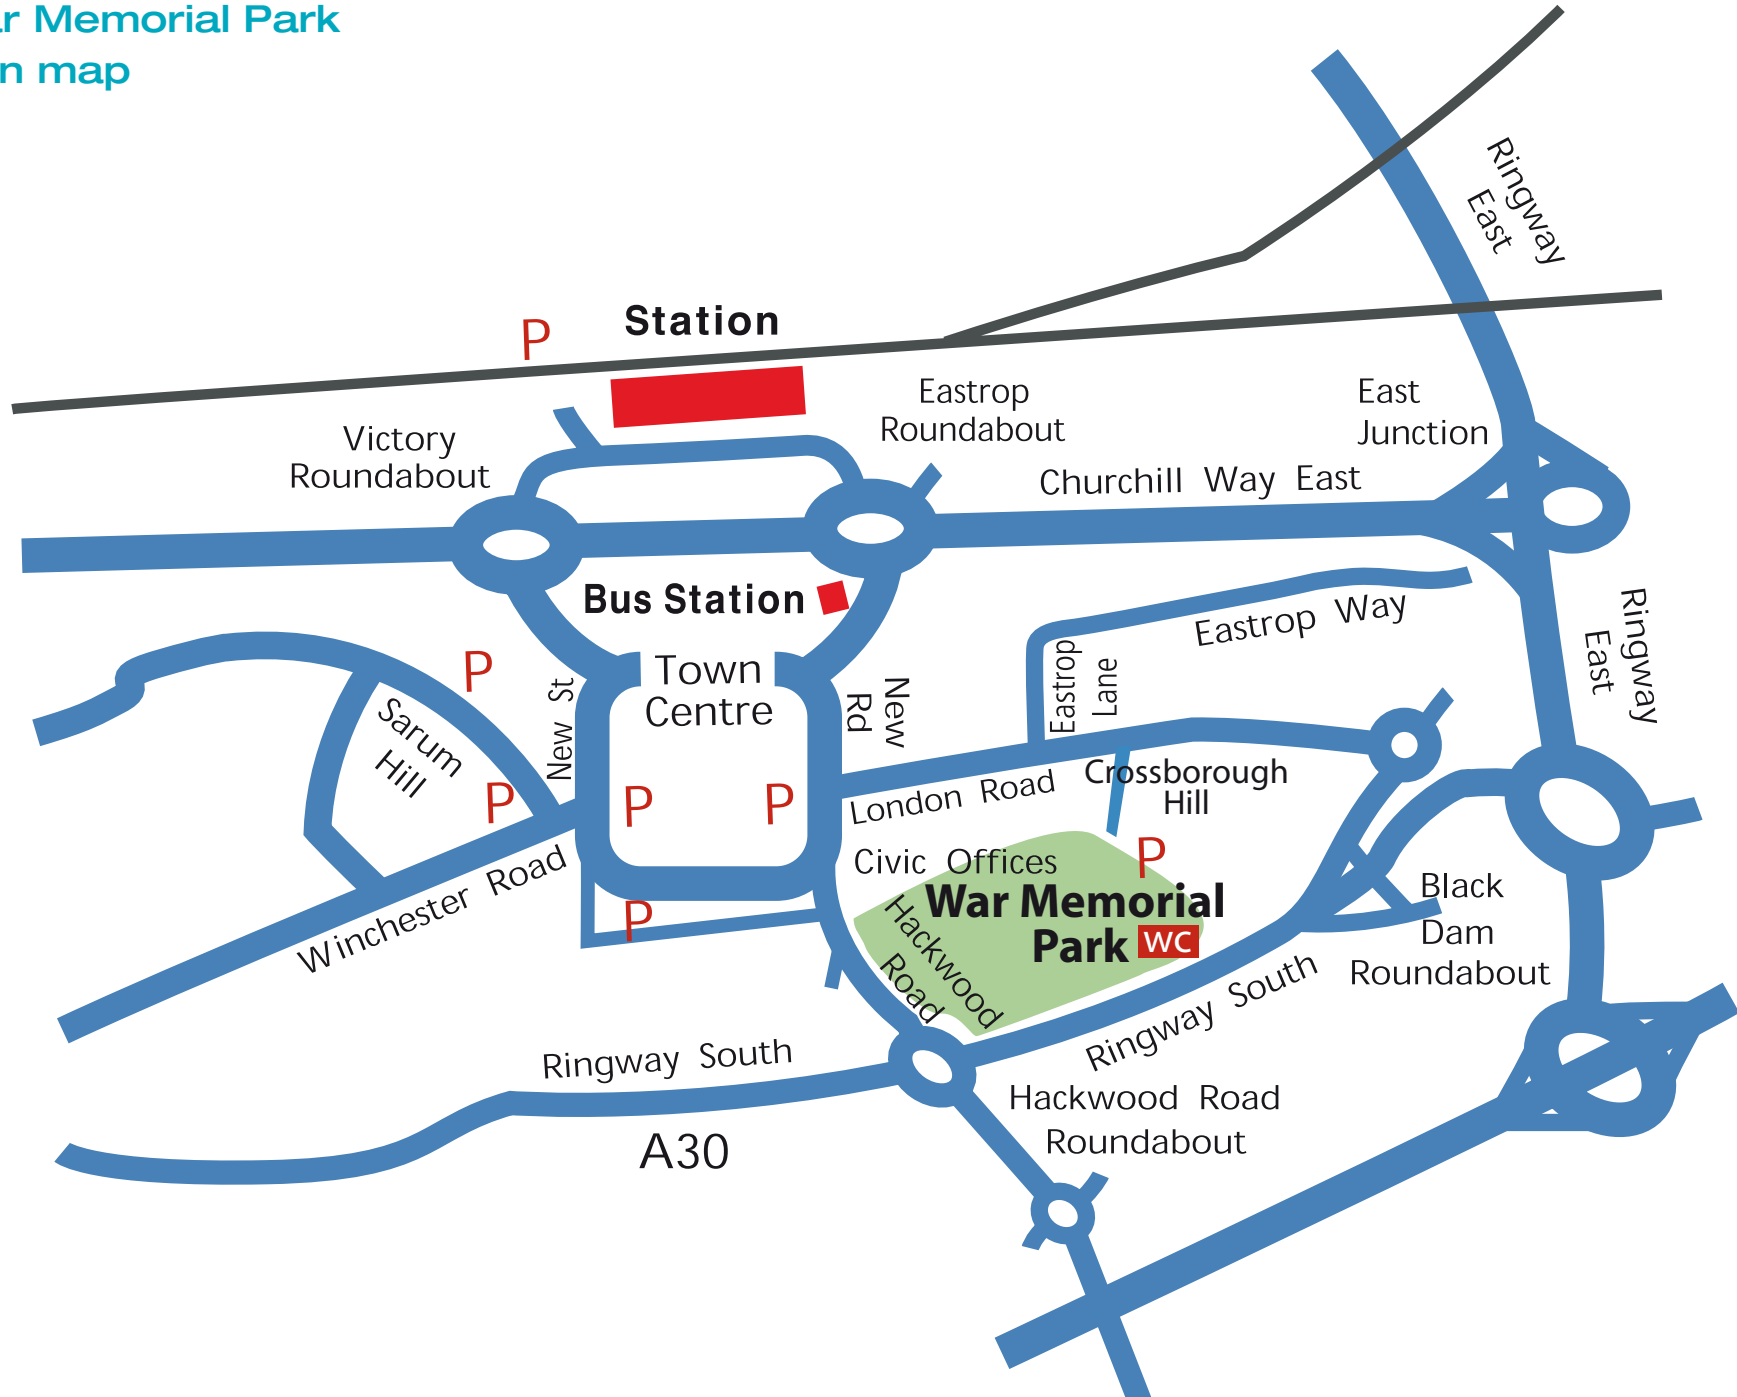 Memorial Park
map
Ringway
East
P
Station
Eastrop
Roundabout
East
Junction
Victory
Roundabout
Churchill Way East
Bus Station
Eastrop Way
Ringway
East
P
Town
Centre
New St
New
Rd
Eastrop
Lane
Sarum
Hill
P
P
P
London Road
Crossborough
Hill
Civic Offices
P
War Memorial
Park WC
Hackwood
Road
Black
Dam
Roundabout
Winchester Road
P
Ringway South
Ringway South
Hackwood Road
Roundabout
A30